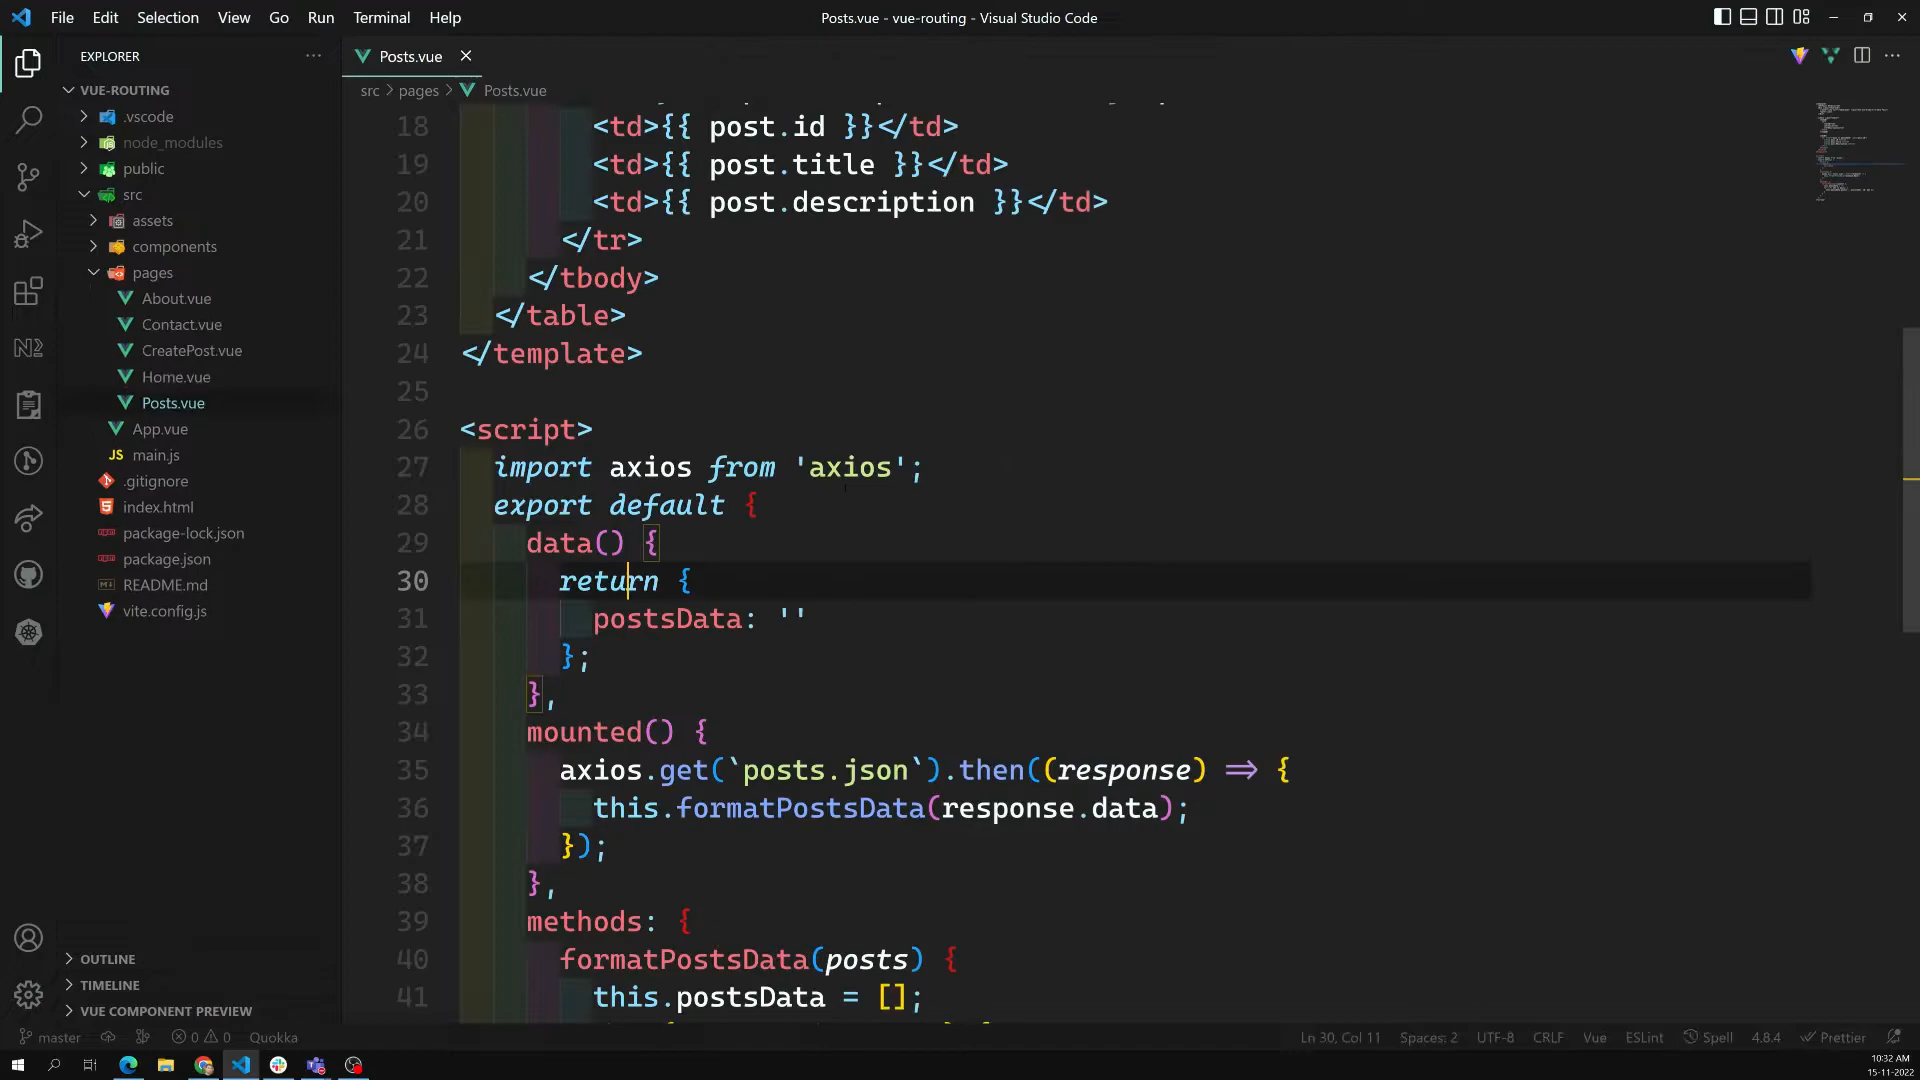 File Edit Selection View Go Run Terminal Help
Posts.vue - vue-routing - Visual Studio Code
EXPLORER
VUE-ROUTING
.vscode
node_modules
public
src
assets
components
pages
About.vue
Contact.vue
CreatePost.vue
Home.vue
Posts.vue
App.vue
JS main.js
.gitignore
index.html
package-lock.json
package.json
README.md
vite.config.js
OUTLINE
TIMELINE
VUE COMPONENT PREVIEW
Posts.vue
src > pages > Posts.vue
18 <td>{{ post.id }}</td>
19 <td>{{ post.title }}</td>
20 <td>{{ post.description }}</td>
21 </tr>
22 </tbody>
23 </table>
24 </template>
25
26 <script>
27 import axios from 'axios';
28 export default {
29 data() {
30 return {
31 postsData: ''
32 };
33 },
34 mounted() {
35 axios.get(`posts.json`).then((response) => {
36 this.formatPostsData(response.data);
37 });
38 },
39 methods: {
40 formatPostsData(posts) {
41 this.postsData = [];
master 0 0 Quokka
Ln 30, Col 11 Spaces: 2 UTF-8 CRLF Vue ESLint Spell 4.8.4 Prettier
10:32 AM
15-11-2022